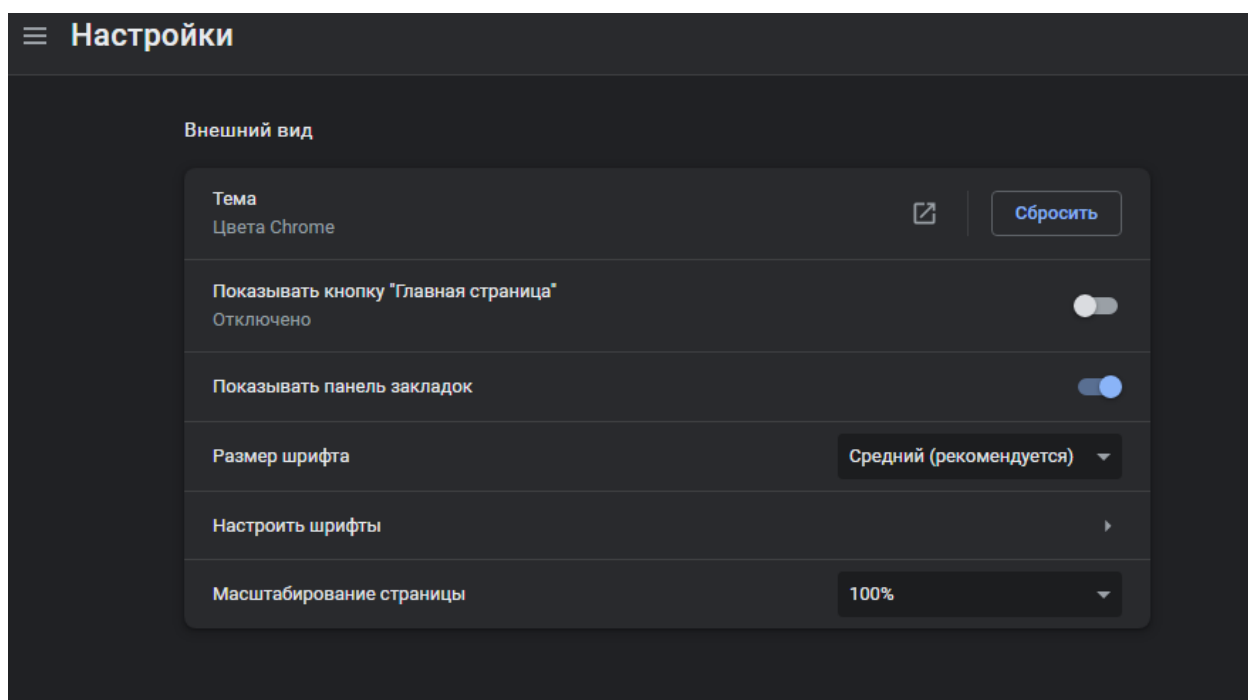 Настройки
Внешний вид
Тема
Цвета Chrome
Сбросить
Показывать кнопку "Главная страница"
Отключено
Показывать панель закладок
Размер шрифта
Средний (рекомендуется)
Настроить шрифты
Масштабирование страницы
100%